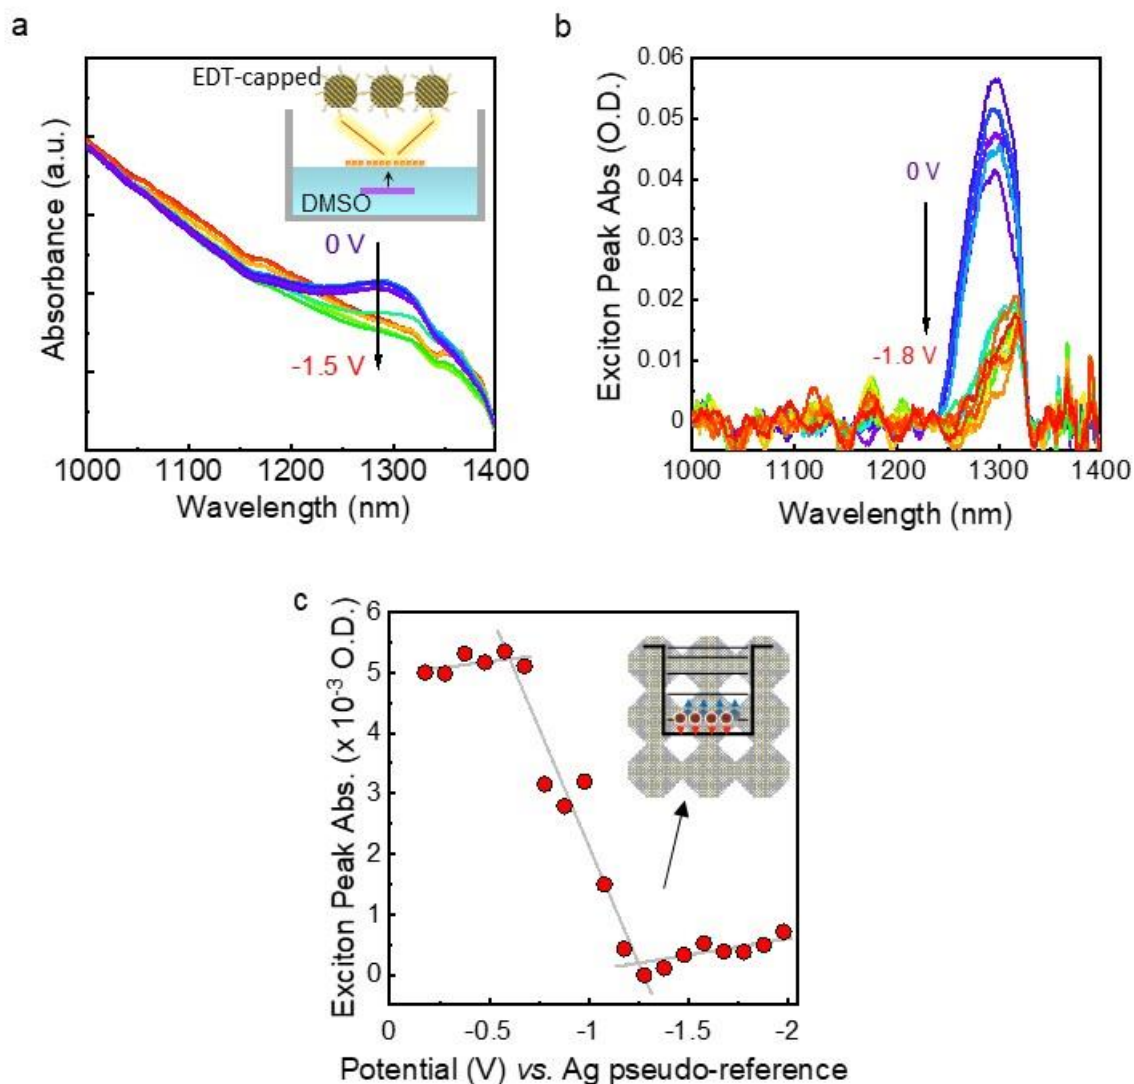 a
EDT-capped
DMSO
0 V
-1.5 V
Absorbance (a.u.)
1000 1100 1200 1300 1400
Wavelength (nm)
b
0.06
0.05
0.04
0.03
0.02
0.01
0
0 V
-1.8 V
Exciton Peak Abs (O.D.)
1000 1100 1200 1300 1400
Wavelength (nm)
c
6
5
4
3
2
1
0
Exciton Peak Abs. (x 10⁻³ O.D.)
0 -0.5 -1 -1.5 -2
Potential (V) vs. Ag pseudo-reference